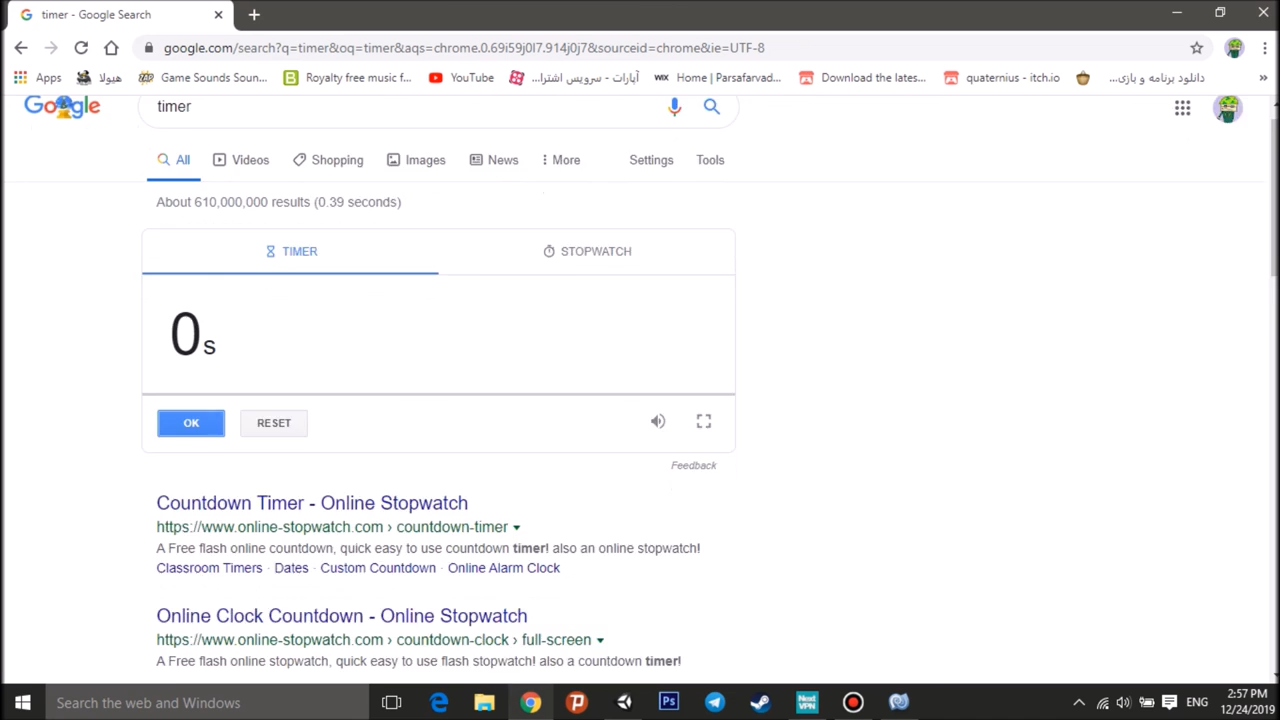 timer - Google Search
google.com/search?q=timer&oq=timer&aqs=chrome.0.69i59j0l7.914j0j7&sourceid=chrome&ie=UTF-8
Apps هیولا Game Sounds Soun... Royalty free music f... YouTube آپارات - سرویس اشترا... Home | Parsafarvad... Download the lates... quaternius - itch.io دانلود برنامه و بازی...
Google timer
All Videos Shopping Images News More Settings Tools
About 610,000,000 results (0.39 seconds)
TIMER STOPWATCH
0s
OK RESET
Feedback
Countdown Timer - Online Stopwatch
https://www.online-stopwatch.com › countdown-timer
A Free flash online countdown, quick easy to use countdown timer! also an online stopwatch!
Classroom Timers · Dates · Custom Countdown · Online Alarm Clock
Online Clock Countdown - Online Stopwatch
https://www.online-stopwatch.com › countdown-clock › full-screen
A Free flash online stopwatch, quick easy to use flash stopwatch! also a countdown timer!
Search the web and Windows
Ps
Next VPN
ENG
2:57 PM
12/24/2019